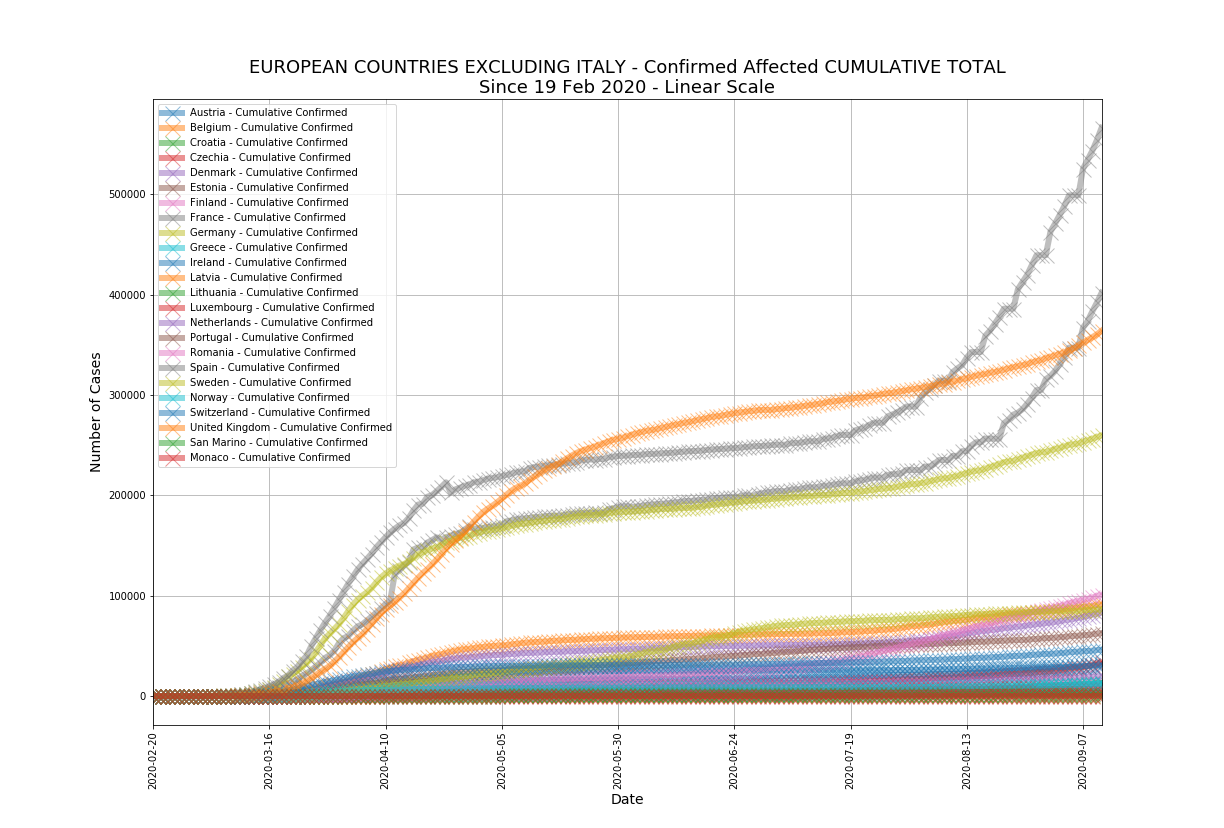 EUROPEAN COUNTRIES EXCLUDING ITALY - Confirmed Affected CUMULATIVE TOTAL
Since 19 Feb 2020 - Linear Scale
Austria - Cumulative Confirmed
Belgium - Cumulative Confirmed
Croatia - Cumulative Confirmed
Czechia - Cumulative Confirmed
Denmark - Cumulative Confirmed
Estonia - Cumulative Confirmed
Finland - Cumulative Confirmed
France - Cumulative Confirmed
Germany - Cumulative Confirmed
Greece - Cumulative Confirmed
Ireland - Cumulative Confirmed
Latvia - Cumulative Confirmed
Lithuania - Cumulative Confirmed
Luxembourg - Cumulative Confirmed
Netherlands - Cumulative Confirmed
Portugal - Cumulative Confirmed
Romania - Cumulative Confirmed
Spain - Cumulative Confirmed
Sweden - Cumulative Confirmed
Norway - Cumulative Confirmed
Switzerland - Cumulative Confirmed
United Kingdom - Cumulative Confirmed
San Marino - Cumulative Confirmed
Monaco - Cumulative Confirmed
Number of Cases
500000
400000
300000
200000
100000
0
2020-02-20
2020-03-16
2020-04-10
2020-05-05
2020-05-30
2020-06-24
2020-07-19
2020-08-13
2020-09-07
Date